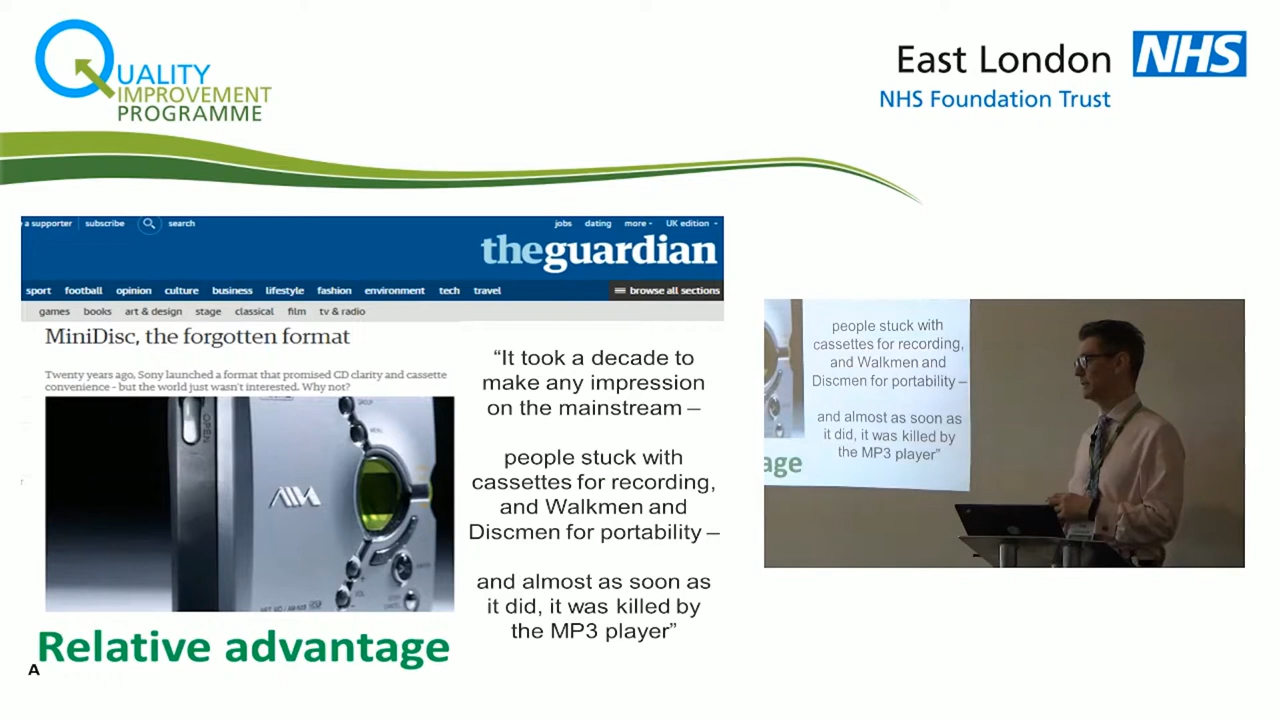 QUALITY
IMPROVEMENT
PROGRAMME
East London NHS
NHS Foundation Trust
a supporter subscribe search jobs dating more UK edition
theguardian
sport football opinion culture business lifestyle fashion environment tech travel browse all sections
games books art & design stage classical film tv & radio
MiniDisc, the forgotten format
Twenty years ago, Sony launched a format that promised CD clarity and cassette
convenience - but the world just wasn't interested. Why not?
OPEN
GROUP
MENU
AIWA
VOL
“It took a decade to
make any impression
on the mainstream –
people stuck with
cassettes for recording,
and Walkmen and
Discmen for portability –
and almost as soon as
it did, it was killed by
the MP3 player”
Relative advantage
A
people stuck with
cassettes for recording,
and Walkmen and
Discmen for portability –
and almost as soon as
it did, it was killed by
the MP3 player”
age